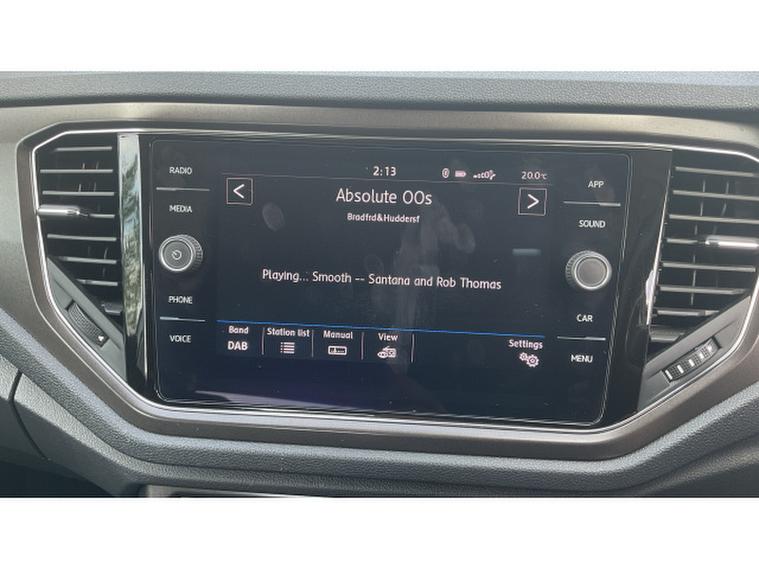 RADIO
MEDIA
PHONE
VOICE
2:13
20.0°C
Absolute 00s
Bradfrd&Huddersf
Playing... Smooth -- Santana and Rob Thomas
Band
DAB
Station list
Manual
View
Settings
APP
SOUND
CAR
MENU